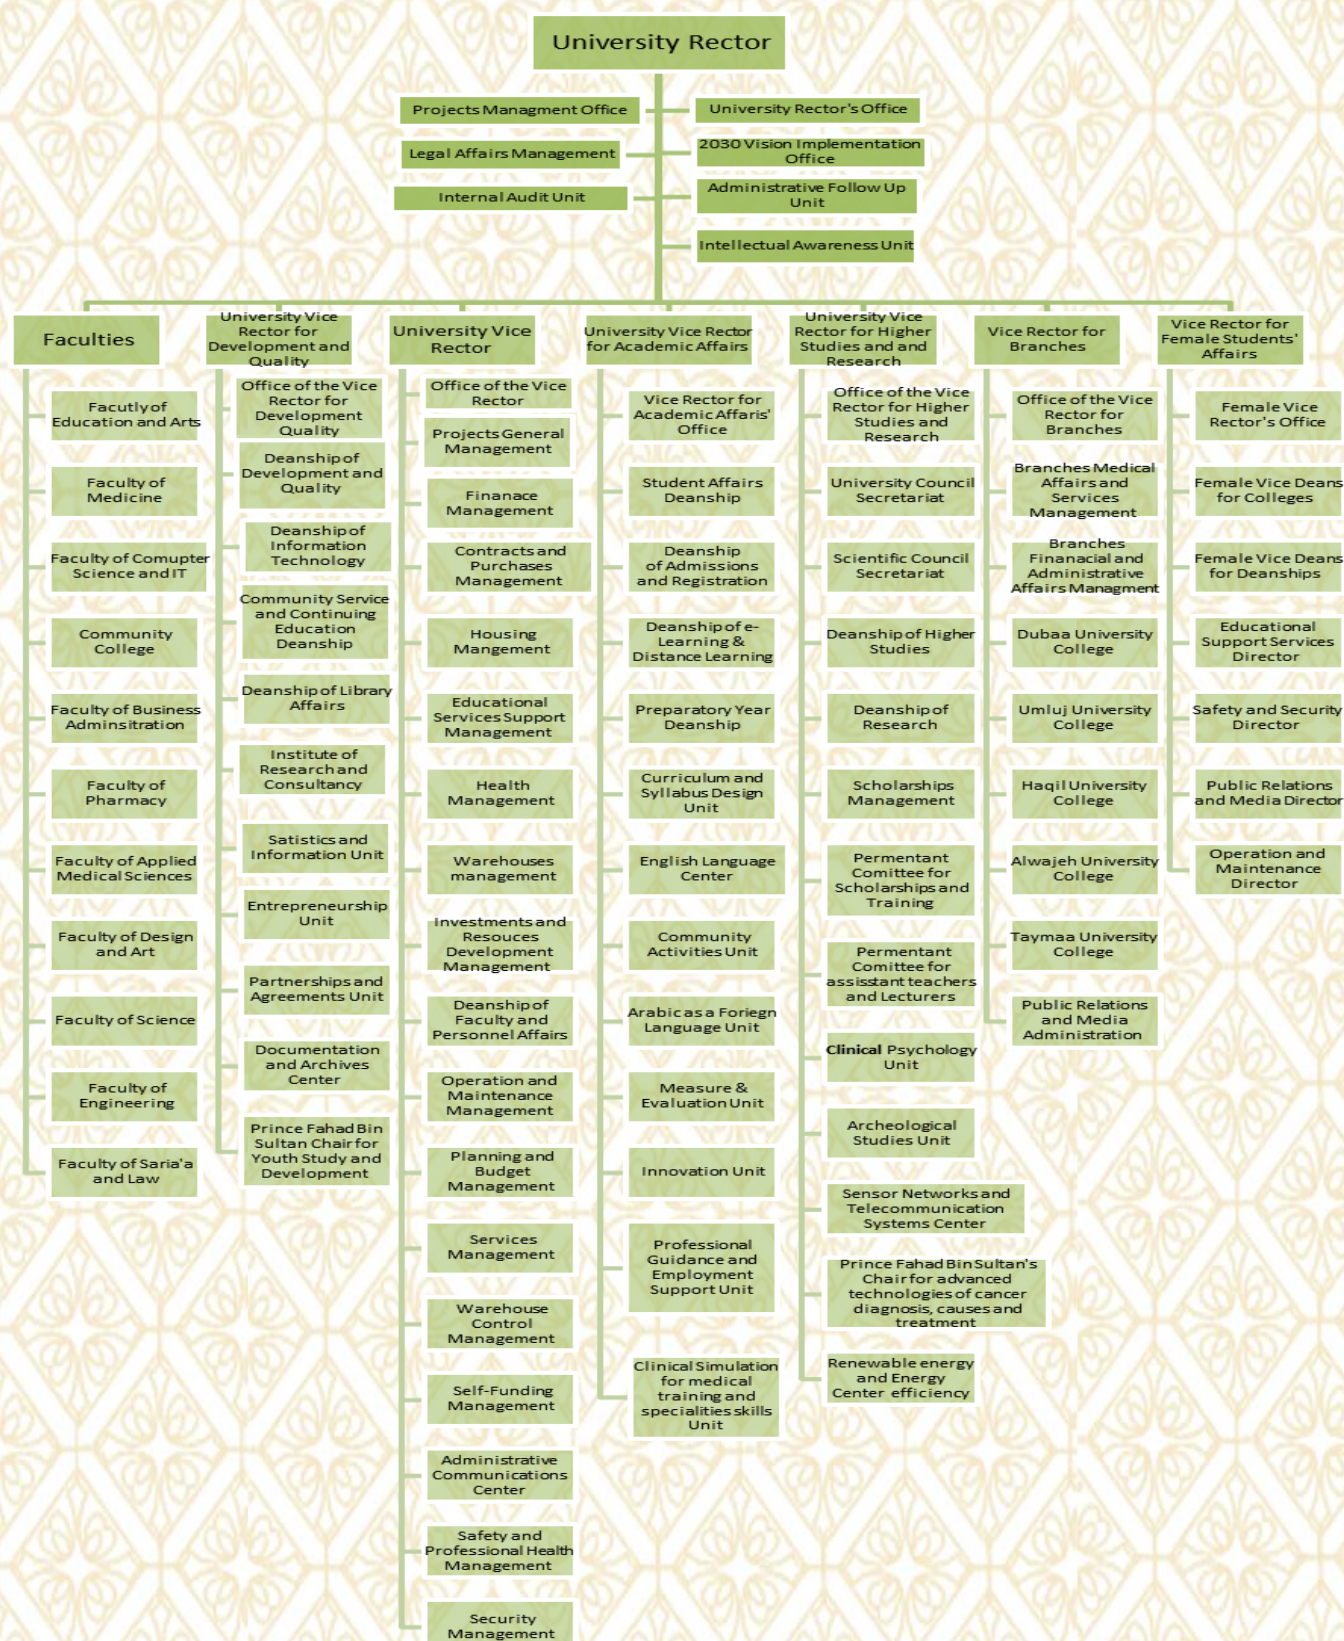 University Rector
Projects Managment Office
University Rector's Office
Legal Affairs Management
2030 Vision Implementation
Office
Internal Audit Unit
Administrative Follow Up
Unit
Intellectual Awareness Unit
Faculties
Facutly of
Education and Arts
Faculty of
Medicine
Faculty of Comupter
Science and IT
Community
College
Faculty of Business
Adminsitration
Faculty of
Pharmacy
Faculty of Applied
Medical Sciences
Faculty of Design
and Art
Faculty of Science
Faculty of
Engineering
Faculty of Saria'a
and Law
University Vice
Rector for
Development and
Quality
Office of the Vice
Rector for
Development
Quality
Deanship of
Development and
Quality
Deanship of
Information
Technology
Community Service
and Continuing
Education
Deanship
Deanship of Library
Affairs
Institute of
Research and
Consultancy
Satistics and
Information Unit
Entrepreneurship
Unit
Partnerships and
Agreements Unit
Documentation
and Archives
Center
Prince Fahad Bin
Sultan Chair for
Youth Study and
Development
University Vice
Rector
Office of the Vice
Rector
Projects General
Management
Finanace
Management
Contracts and
Purchases
Management
Housing
Mangement
Educational
Services Support
Management
Health
Management
Warehouses
management
Investments and
Resouces
Development
Management
Deanship of
Faculty and
Personnel Affairs
Operation and
Maintenance
Management
Planning and
Budget
Management
Services
Management
Warehouse
Control
Management
Self-Funding
Management
Administrative
Communications
Center
Safety and
Professional Health
Management
Security
Management
University Vice Rector
for Academic Affairs
Vice Rector for
Academic Affaris'
Office
Student Affairs
Deanship
Deanship
of Admissions
and Registration
Deanship of e-
Learning &
Distance Learning
Preparatory Year
Deanship
Curriculum and
Syllabus Design
Unit
English Language
Center
Community
Activities Unit
Arabic as a Foriegn
Language Unit
Measure &
Evaluation Unit
Innovation Unit
Professional
Guidance and
Employment
Support Unit
Clinical Simulation
for medical
training and
specialities skills
Unit
University Vice
Rector for Higher
Studies and and
Research
Office of the Vice
Rector for Higher
Studies and
Research
University Council
Secretariat
Scientific Council
Secretariat
Deanship of Higher
Studies
Deanship of
Research
Scholarships
Management
Permentant
Comittee for
Scholarships and
Training
Permentant
Comittee for
assisstant teachers
and Lecturers
Clinical Psychology
Unit
Archeological
Studies Unit
Sensor Networks and
Telecommunication
Systems Center
Prince Fahad Bin Sultan's
Chair for advanced
technologies of cancer
diagnosis, causes and
treatment
Renewable energy
and Energy
Center efficiency
Vice Rector for
Branches
Office of the Vice
Rector for
Branches
Branches Medical
Affairs and
Services
Management
Branches
Finanacial and
Administrative
Affairs Managment
Dubaa University
College
Umluj University
College
Haqil University
College
Alwajeh University
College
Taymaa University
College
Public Relations
and Media
Administration
Vice Rector for
Female Students'
Affairs
Female Vice
Rector's Office
Female Vice Deans
for Colleges
Female Vice Deans
for Deanships
Educational
Support Services
Director
Safety and Security
Director
Public Relations
and Media Director
Operation and
Maintenance
Director